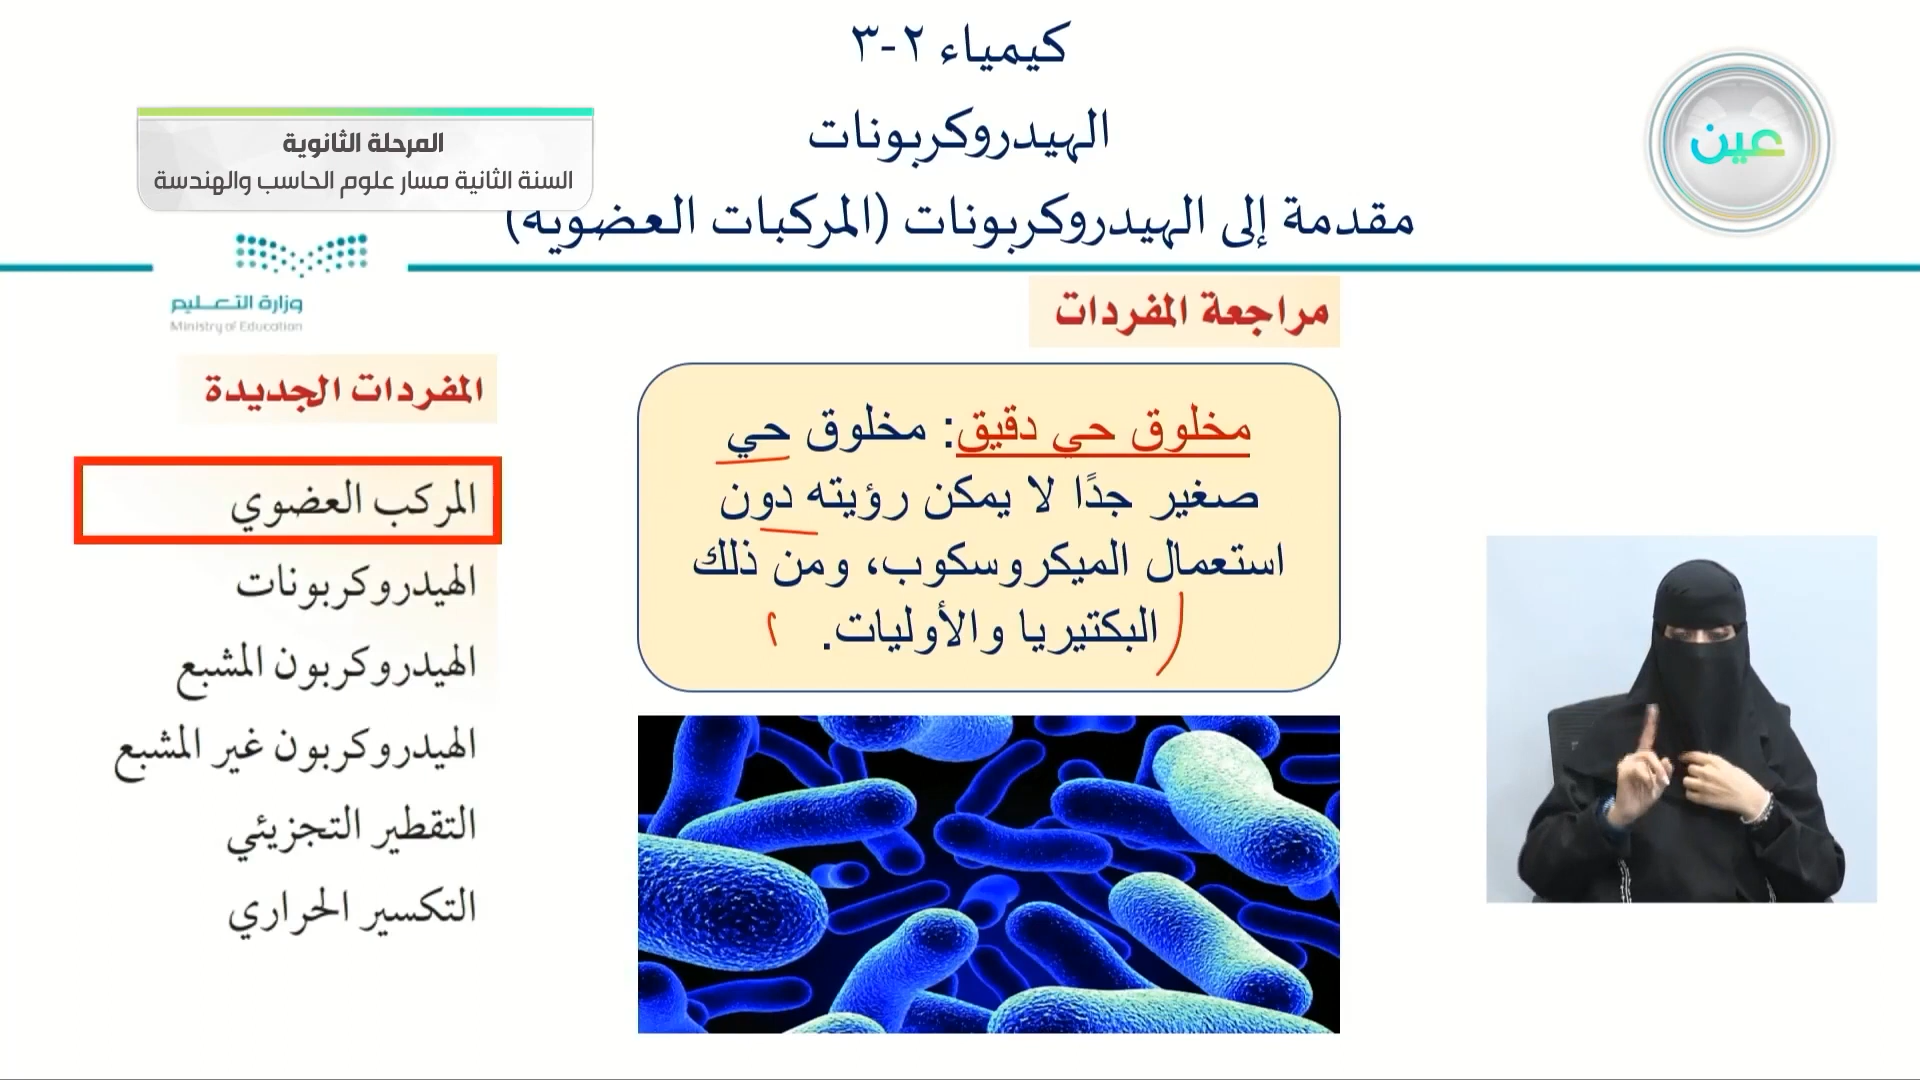 كيمياء ٢-٣
الهيدروكربونات
مقدمة إلى الهيدروكربونات (المركبات العضوية)
عين
المرحلة الثانوية
السنة الثانية مسار علوم الحاسب والهندسة
وزارة التعـــليم
Ministry of Education
مراجعة المفردات
مخلوق حي دقيق: مخلوق حي
صغير جدًا لا يمكن رؤيته دون
استعمال الميكروسكوب، ومن ذلك
البكتيريا والأوليات.
المفردات الجديدة
المركب العضوي
الهيدروكربونات
الهيدروكربون المشبع
الهيدروكربون غير المشبع
التقطير التجزيئي
التكسير الحراري